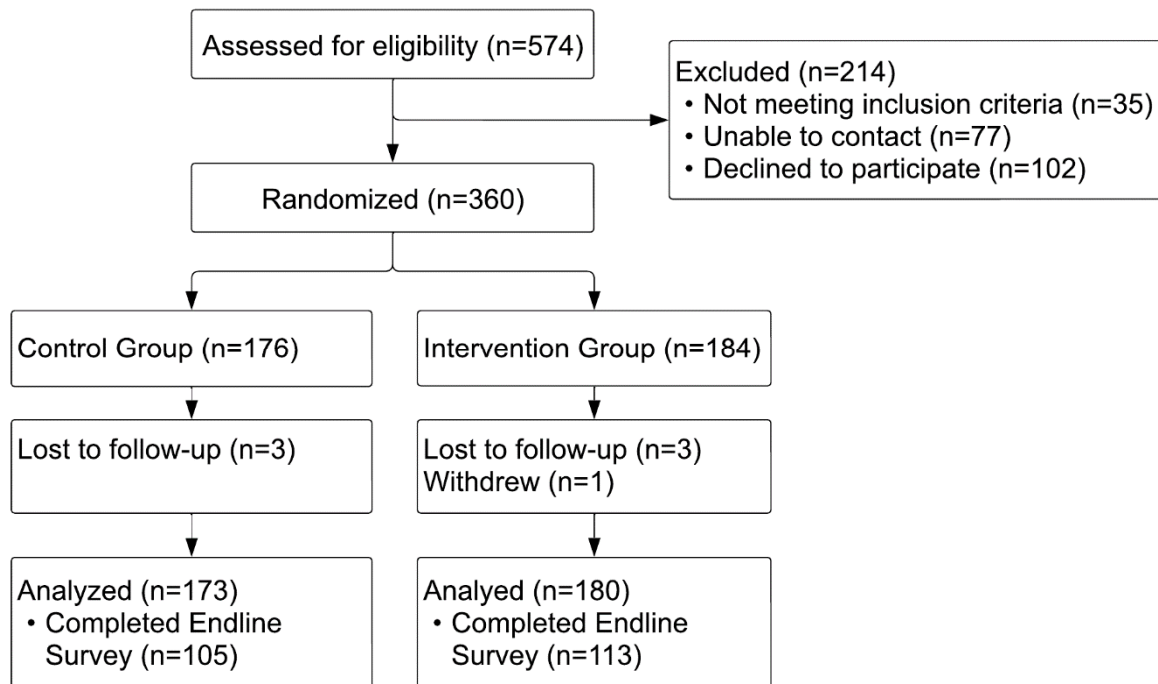 Assessed for eligibility (n=574)
Excluded (n=214)
• Not meeting inclusion criteria (n=35)
• Unable to contact (n=77)
• Declined to participate (n=102)
Randomized (n=360)
Control Group (n=176)
Intervention Group (n=184)
Lost to follow-up (n=3)
Lost to follow-up (n=3)
Withdrew (n=1)
Analyzed (n=173)
• Completed Endline
Survey (n=105)
Analyed (n=180)
• Completed Endline
Survey (n=113)